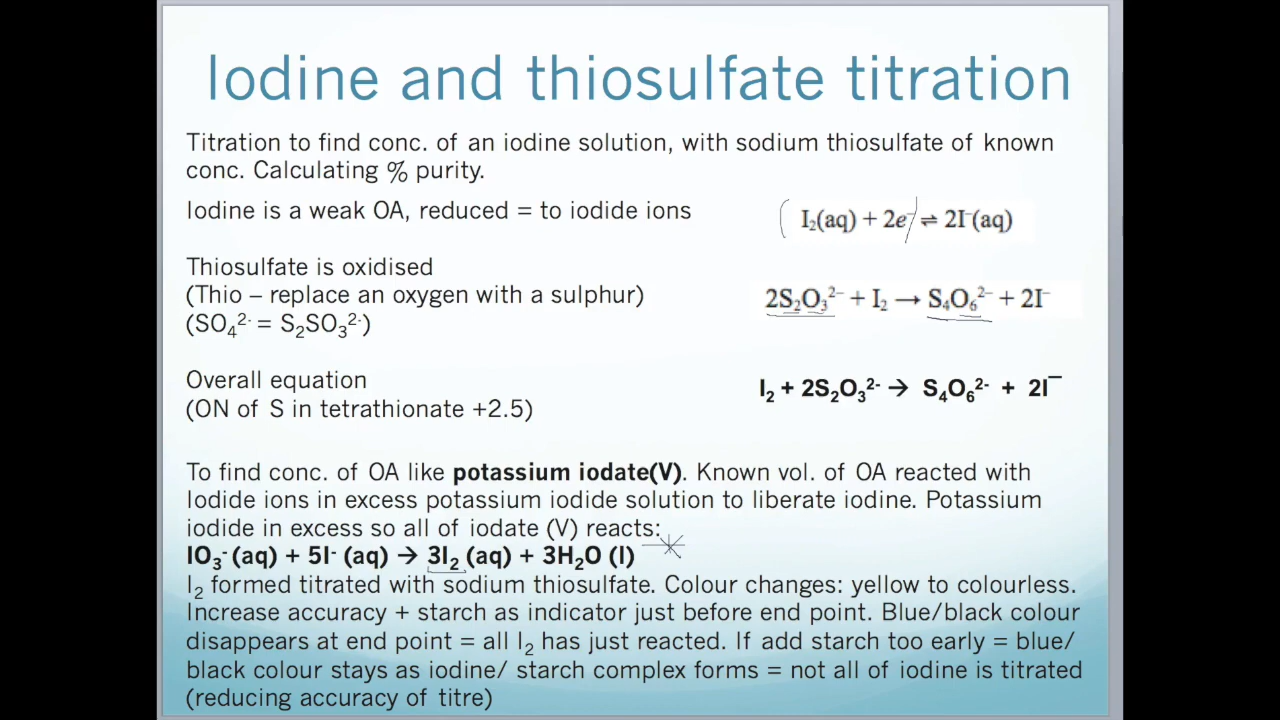 Iodine and thiosulfate titration
Titration to find conc. of an iodine solution, with sodium thiosulfate of known
conc. Calculating % purity.
Iodine is a weak OA, reduced = to iodide ions
I₂(aq) + 2e⁻ ⇌ 2I⁻(aq)
Thiosulfate is oxidised
(Thio – replace an oxygen with a sulphur)
(SO₄²⁻ = S₂SO₃²⁻)
2S₂O₃²⁻ + I₂ → S₄O₆²⁻ + 2I⁻
Overall equation
(ON of S in tetrathionate +2.5)
I₂ + 2S₂O₃²⁻ → S₄O₆²⁻ + 2I⁻
To find conc. of OA like potassium iodate(V). Known vol. of OA reacted with
Iodide ions in excess potassium iodide solution to liberate iodine. Potassium
iodide in excess so all of iodate (V) reacts:
IO₃⁻ (aq) + 5I⁻ (aq) → 3I₂ (aq) + 3H₂O (l)
I₂ formed titrated with sodium thiosulfate. Colour changes: yellow to colourless.
Increase accuracy + starch as indicator just before end point. Blue/black colour
disappears at end point = all I₂ has just reacted. If add starch too early = blue/
black colour stays as iodine/ starch complex forms = not all of iodine is titrated
(reducing accuracy of titre)